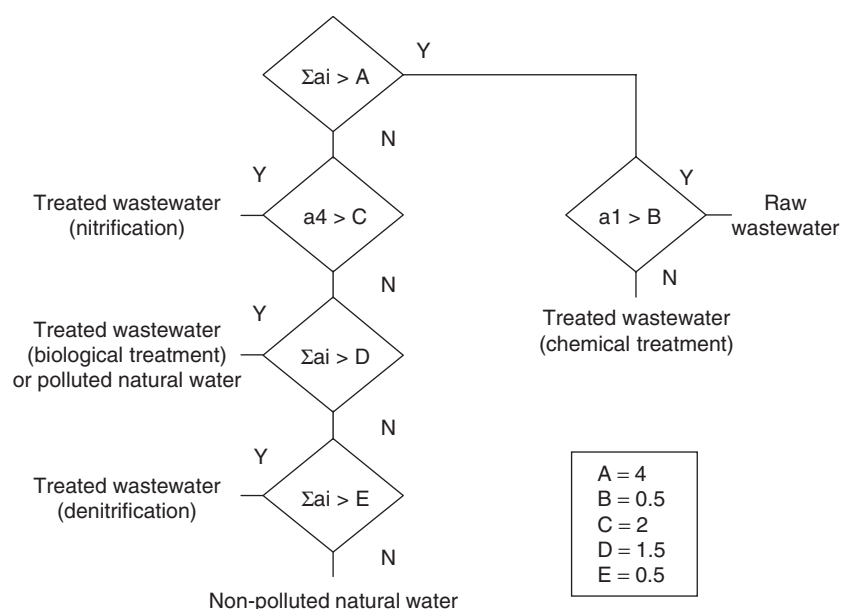 Y
Σai > A
N
Y
Treated wastewater
(nitrification)
a4 > C
Y
a1 > B
Raw
wastewater
N
N
Treated wastewater
(chemical treatment)
Y
Treated wastewater
(biological treatment)
or polluted natural water
Σai > D
N
Y
Treated wastewater
(denitrification)
Σai > E
N
Non-polluted natural water
A = 4
B = 0.5
C = 2
D = 1.5
E = 0.5